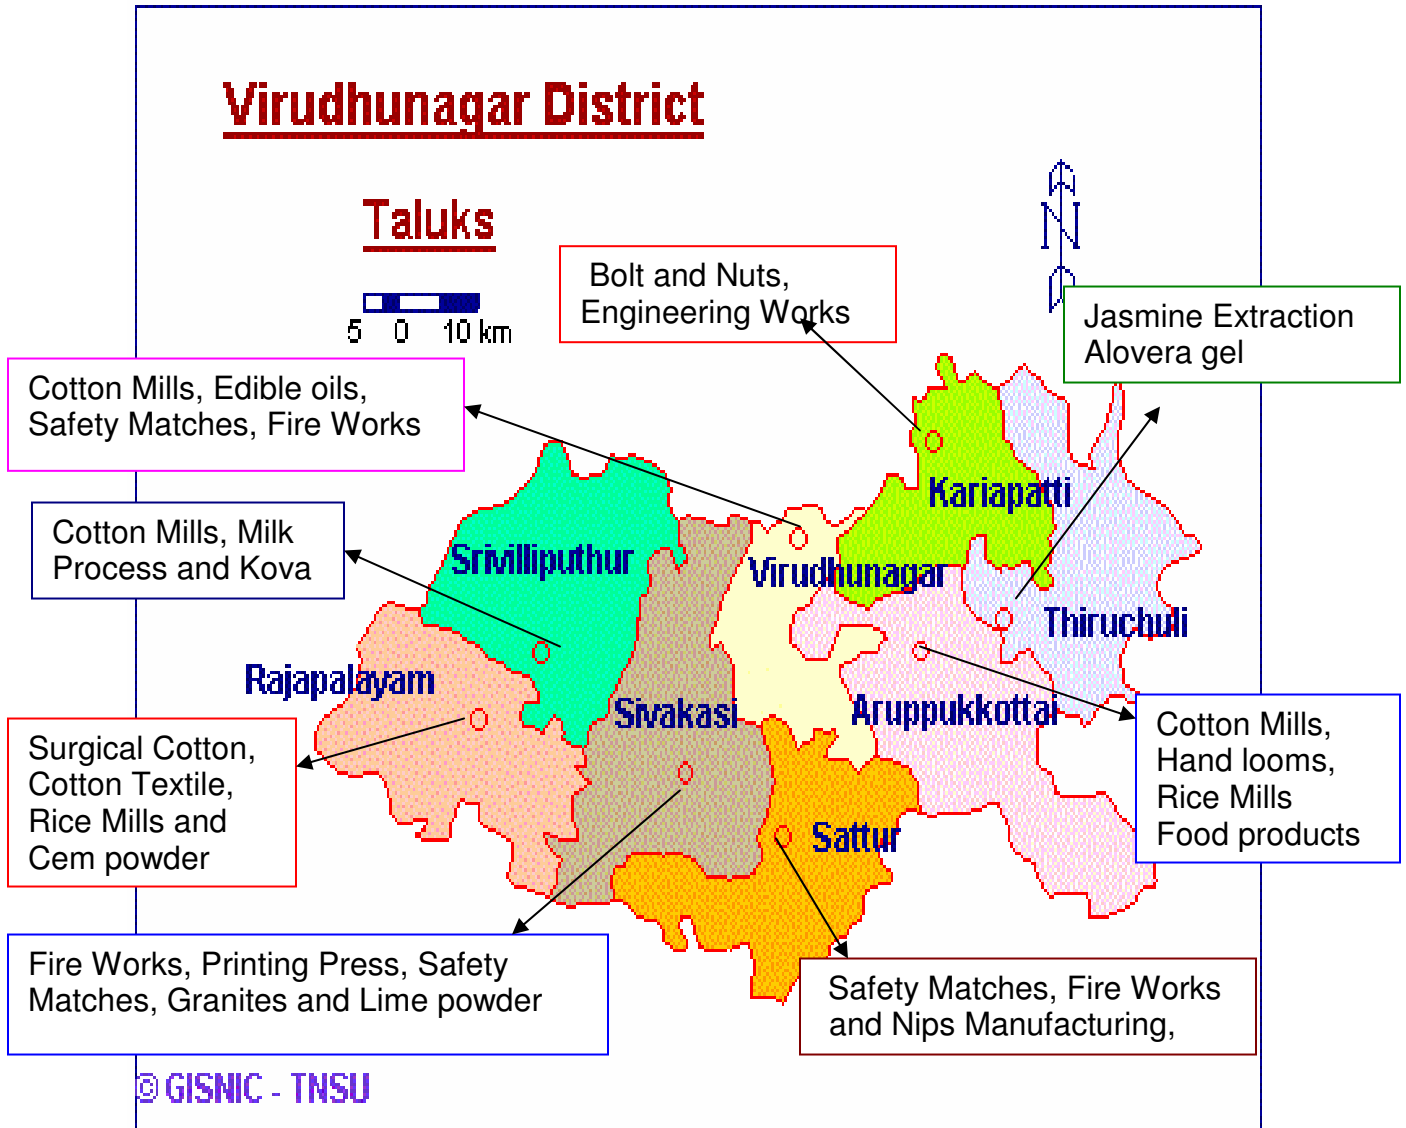 Virudhunagar District
Taluks
N
5 0 10 km
Bolt and Nuts,
Engineering Works
Jasmine Extraction
Alovera gel
Cotton Mills, Edible oils,
Safety Matches, Fire Works
Kariapatti
Cotton Mills, Milk
Process and Kova
Srivilliputhur
Virudhunagar
Thiruchuli
Rajapalayam
Sivakasi
Aruppukkottai
Surgical Cotton,
Cotton Textile,
Rice Mills and
Cem powder
Cotton Mills,
Hand looms,
Rice Mills
Food products
Sattur
Fire Works, Printing Press, Safety
Matches, Granites and Lime powder
Safety Matches, Fire Works
and Nips Manufacturing,
© GISNIC - TNSU